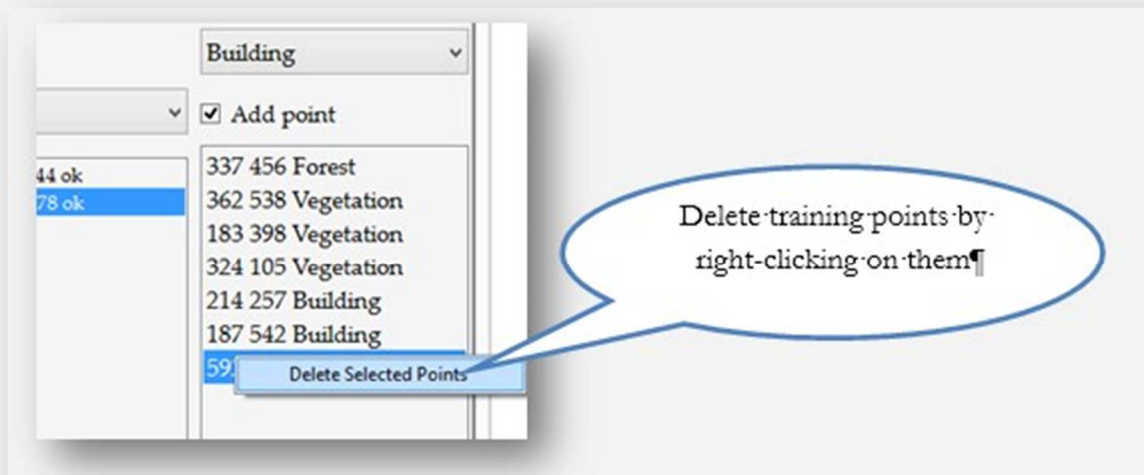 Building
Add point
44 ok
78 ok
337 456 Forest
362 538 Vegetation
183 398 Vegetation
324 105 Vegetation
214 257 Building
187 542 Building
Delete Selected Points
Delete·training·points·by·
right-clicking·on·them¶